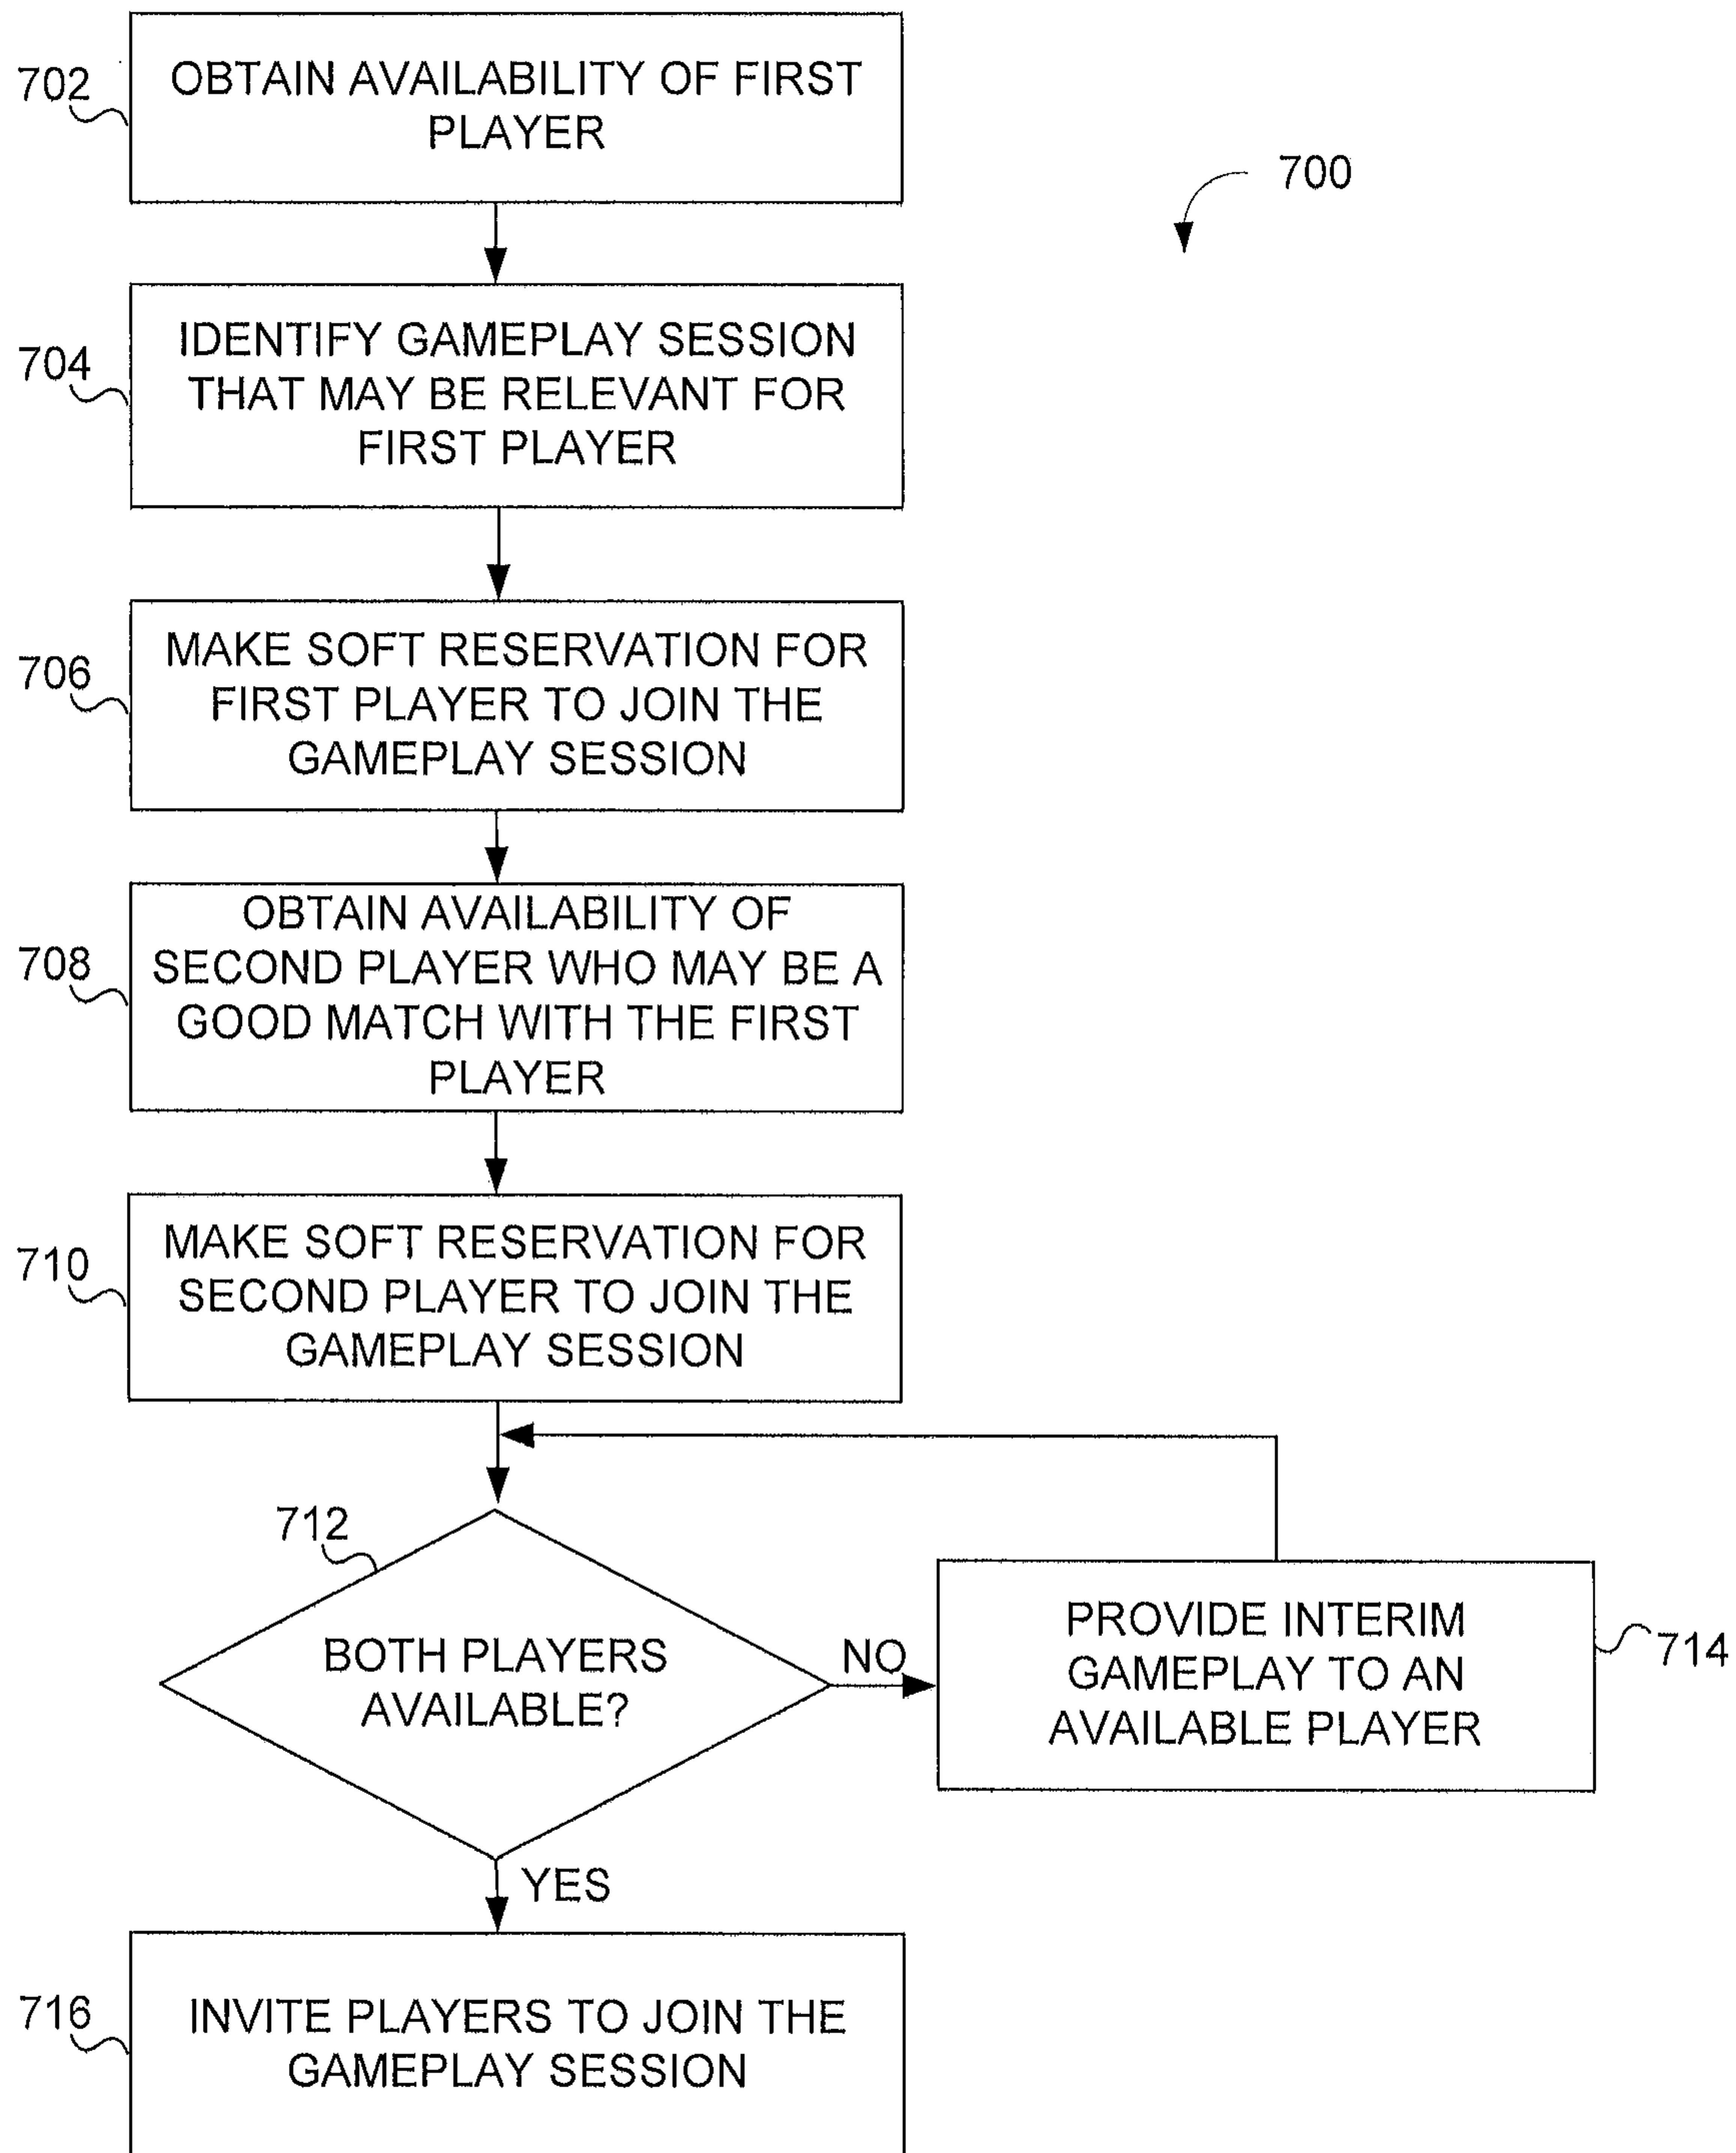 702
OBTAIN AVAILABILITY OF FIRST
PLAYER
700
704
IDENTIFY GAMEPLAY SESSION
THAT MAY BE RELEVANT FOR
FIRST PLAYER
706
MAKE SOFT RESERVATION FOR
FIRST PLAYER TO JOIN THE
GAMEPLAY SESSION
708
OBTAIN AVAILABILITY OF
SECOND PLAYER WHO MAY BE A
GOOD MATCH WITH THE FIRST
PLAYER
710
MAKE SOFT RESERVATION FOR
SECOND PLAYER TO JOIN THE
GAMEPLAY SESSION
712
BOTH PLAYERS
AVAILABLE?
NO
PROVIDE INTERIM
GAMEPLAY TO AN
AVAILABLE PLAYER
714
YES
716
INVITE PLAYERS TO JOIN THE
GAMEPLAY SESSION